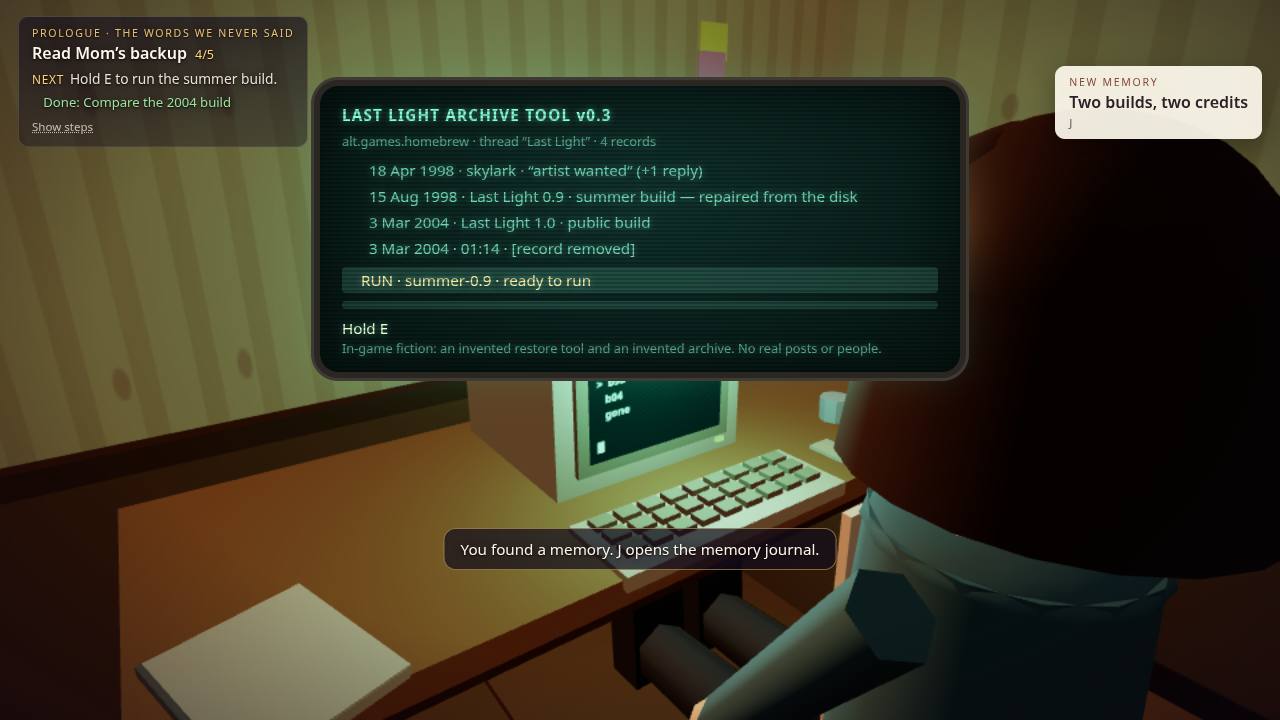 PROLOGUE · THE WORDS WE NEVER SAID
Read Mom’s backup 4/5
NEXT Hold E to run the summer build.
Done: Compare the 2004 build
Show steps
LAST LIGHT ARCHIVE TOOL v0.3
alt.games.homebrew · thread “Last Light” · 4 records
18 Apr 1998 · skylark · “artist wanted” (+1 reply)
15 Aug 1998 · Last Light 0.9 · summer build — repaired from the disk
3 Mar 2004 · Last Light 1.0 · public build
3 Mar 2004 · 01:14 · [record removed]
RUN · summer-0.9 · ready to run
Hold E
In-game fiction: an invented restore tool and an invented archive. No real posts or people.
NEW MEMORY
Two builds, two credits
J
b04
gone
You found a memory. J opens the memory journal.